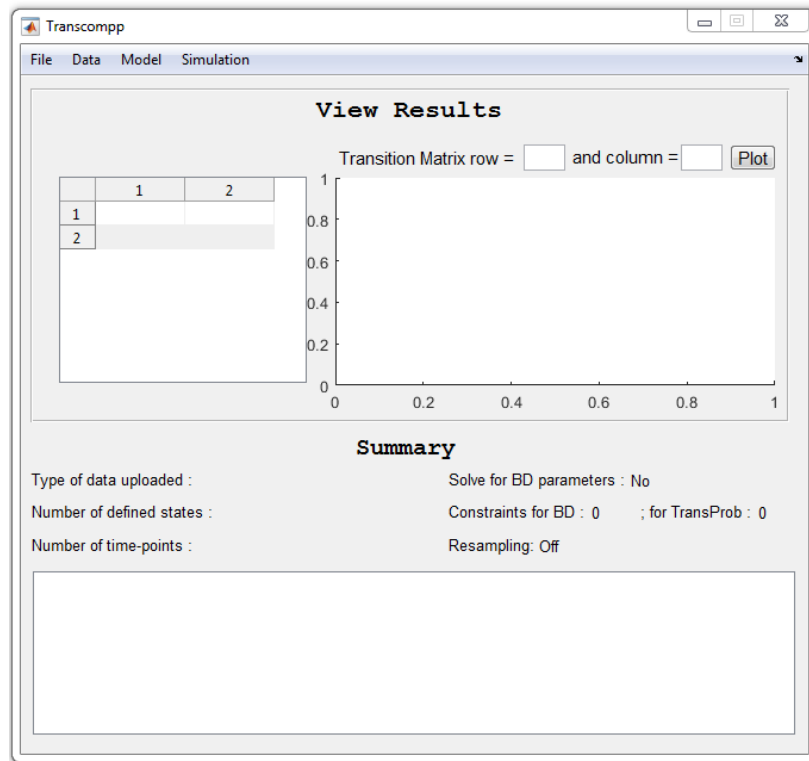 Transcompp
File Data Model Simulation
View Results
Transition Matrix row = and column = Plot
1 2
1
2
1
0.8
0.6
0.4
0.2
0
0 0.2 0.4 0.6 0.8 1
Summary
Type of data uploaded : Solve for BD parameters : No
Number of defined states : Constraints for BD : 0 ; for TransProb : 0
Number of time-points : Resampling: Off